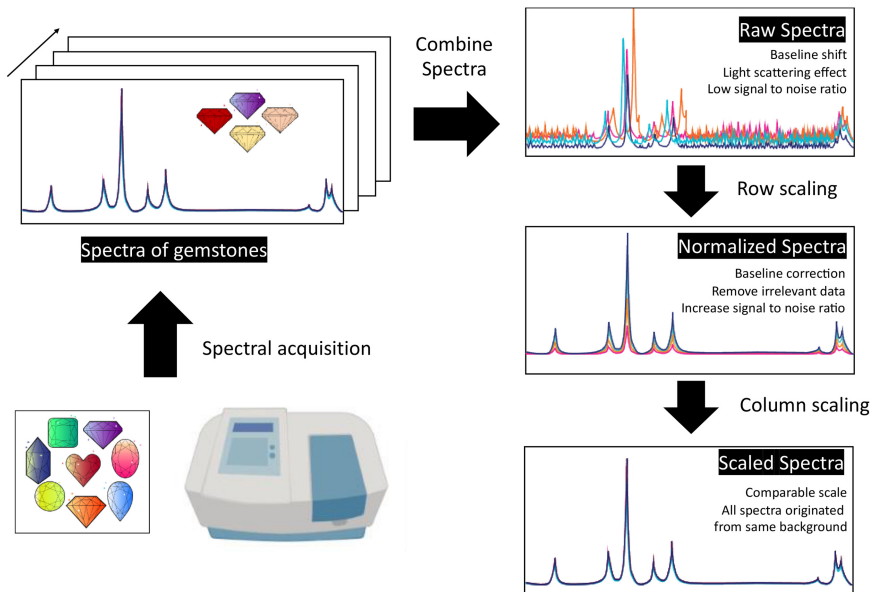 Combine
Spectra
Raw Spectra
Baseline shift
Light scattering effect
Low signal to noise ratio
Row scaling
Spectra of gemstones
Normalized Spectra
Baseline correction
Remove irrelevant data
Increase signal to noise ratio
Spectral acquisition
Column scaling
Scaled Spectra
Comparable scale
All spectra originated
from same background